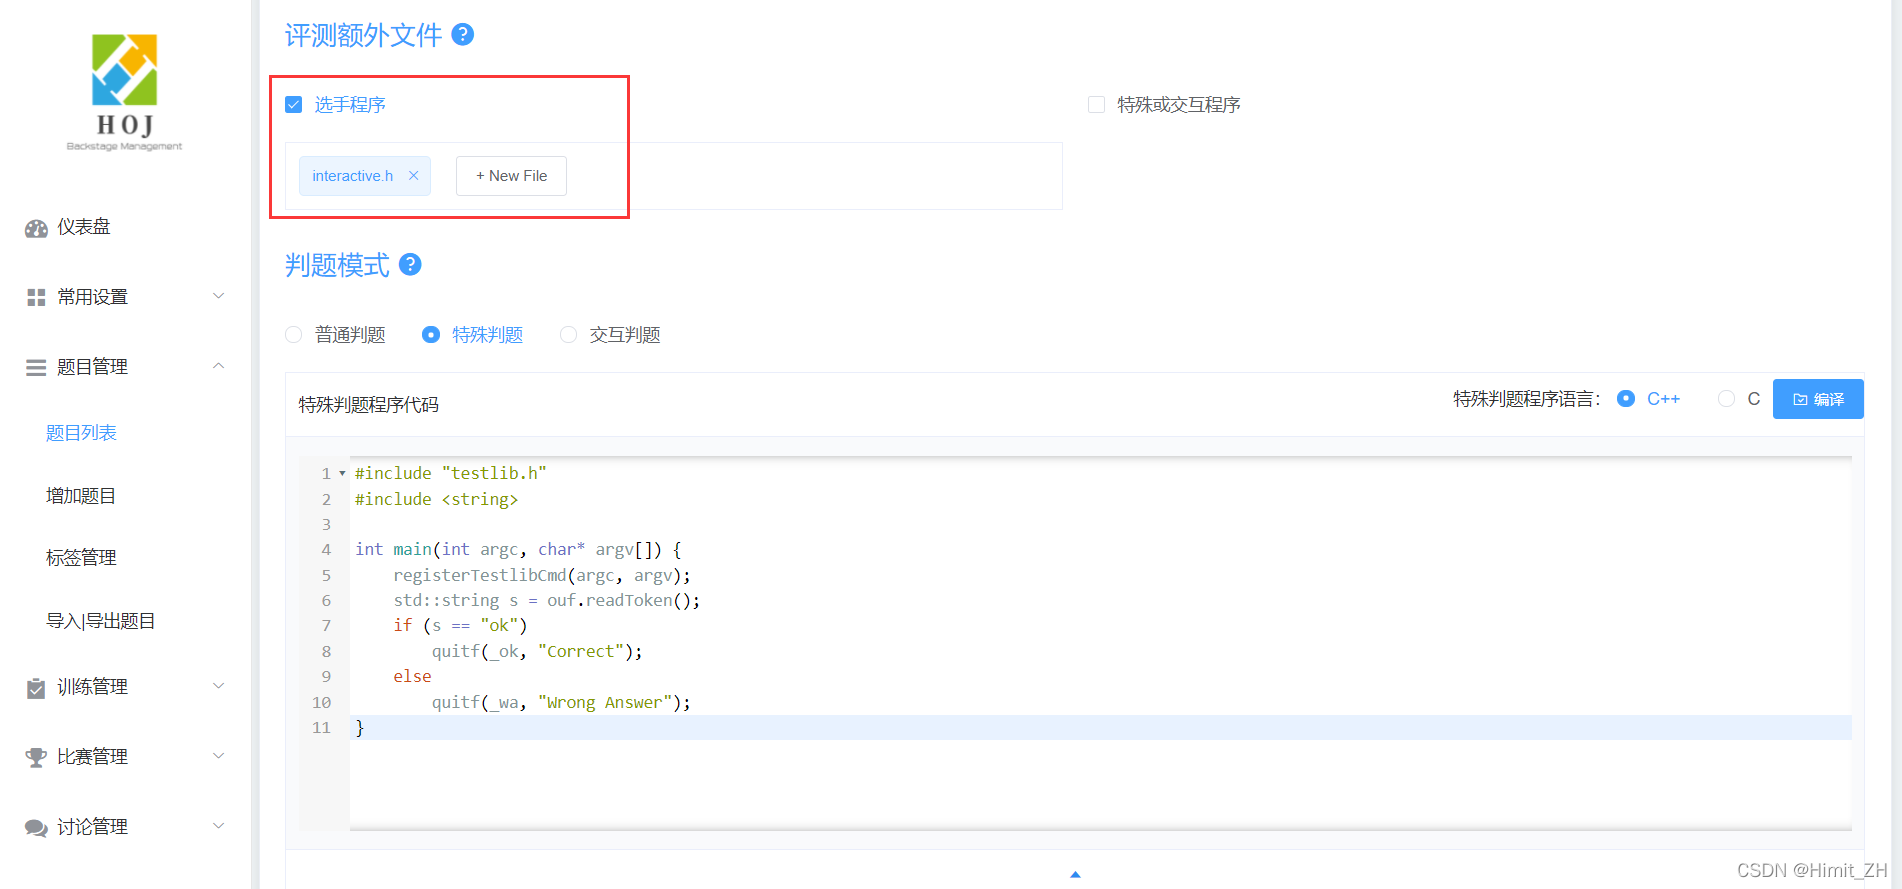 HOJ
Backstage Management
仪表盘
常用设置
题目管理
题目列表
增加题目
标签管理
导入|导出题目
训练管理
比赛管理
讨论管理
评测额外文件 ?
选手程序
特殊或交互程序
interactive.h ×
+ New File
判题模式 ?
普通判题 特殊判题 交互判题
特殊判题程序代码
特殊判题程序语言： C++ C 编译
1 #include "testlib.h"
2 #include <string>
3
4 int main(int argc, char* argv[]) {
5     registerTestlibCmd(argc, argv);
6     std::string s = ouf.readToken();
7     if (s == "ok")
8         quitf(_ok, "Correct");
9     else
10         quitf(_wa, "Wrong Answer");
11 }
CSDN @Himit_ZH